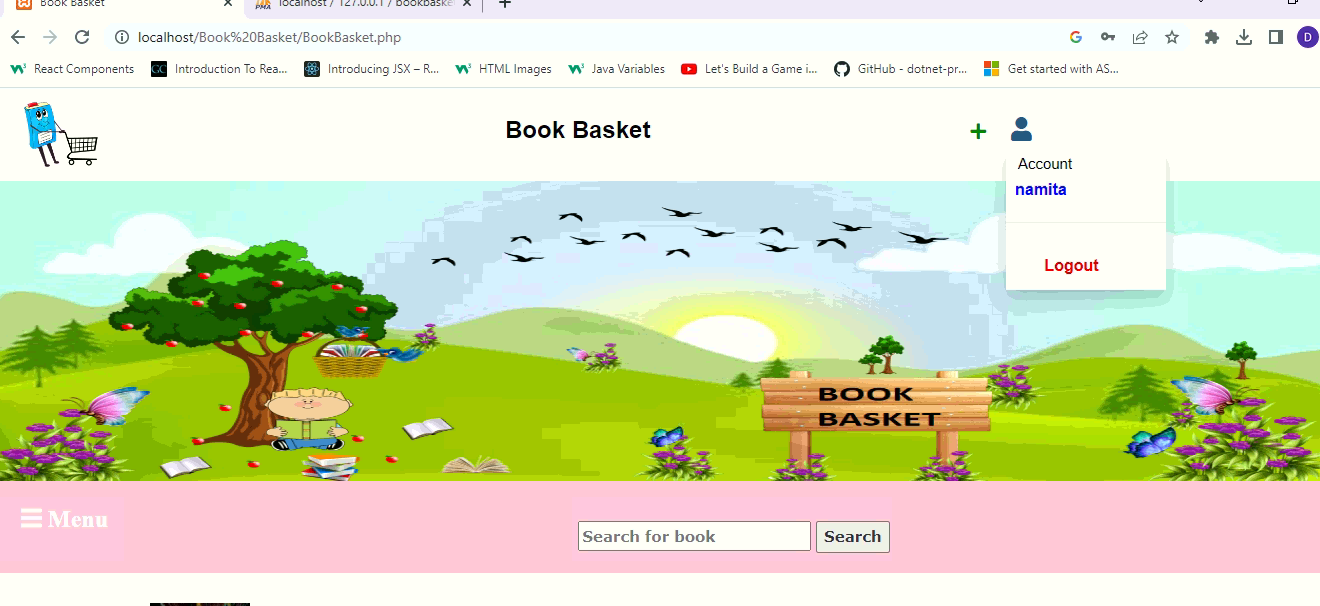 Book Basket
localhost / 127.0.0.1 / bookbaske
localhost/Book%20Basket/BookBasket.php
D
React Components
GC Introduction To Rea...
Introducing JSX – R...
HTML Images
Java Variables
Let's Build a Game i...
GitHub - dotnet-pr...
Get started with AS...
Book Basket
+
Account
namita
Logout
BOOK
BASKET
Menu
Search for book
Search